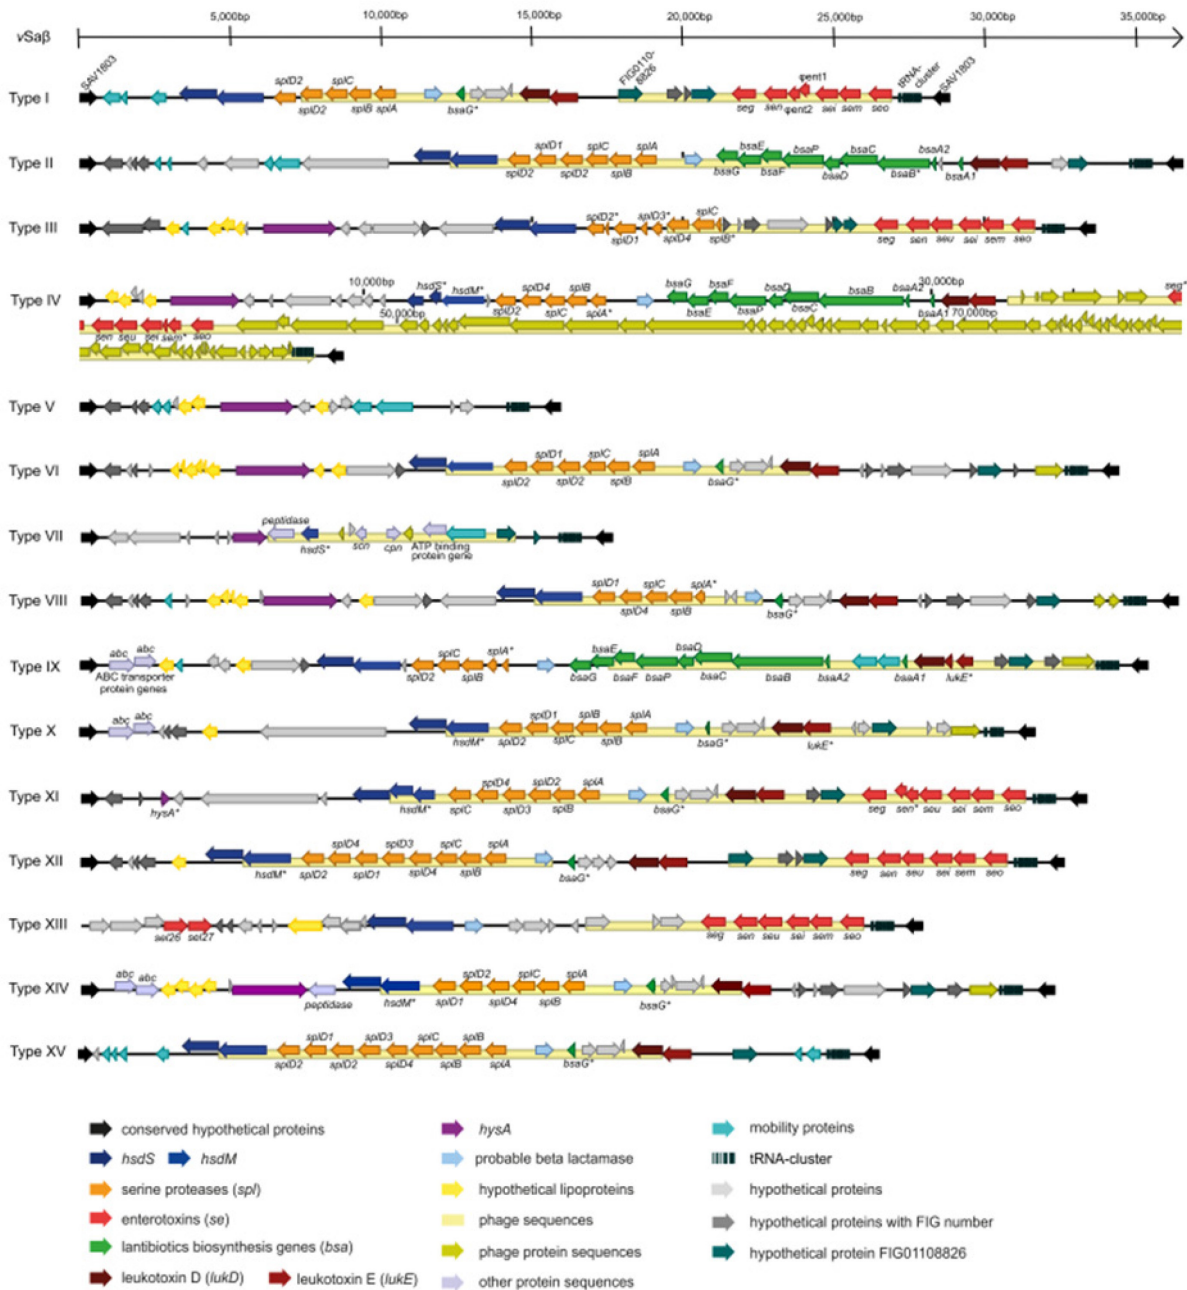 5,000bp 10,000bp 15,000bp 20,000bp 25,000bp 30,000bp 35,000bp
vSaβ
SAV1803 splD2 splC FIG0110-8826 φent1 tRNA-cluster SAV1803
Type I
splD2 splB splA bsaG* seg sen φent2 sei sem seo
splD1 splC splA bsaE bsaP bsaC bsaA2
Type II
splD2 splD2 splB bsaG bsaF bsaD bsaB* bsaA1
splD2* splD3* splC
Type III
splD1 splD4 splB* seg sen seu sei sem seo
10,000bp 30,000bp
hsdS* hsdM* splD4 splB bsaG bsaF bsaD bsaB bsaA2 seg*
Type IV
splD2 splC splA* bsaE bsaP bsaC bsaA1
50,000bp 70,000bp
sen seu sei sem* seo
Type V
splD1 splC splA
Type VI
splD2 splD2 splB bsaG*
peptidase
Type VII
hsdS* scn cpn ATP binding
protein gene
splD1 splC splA*
Type VIII
splD4 splB bsaG*
abc abc splC splA* bsaE bsaD
Type IX
ABC transporter
protein genes
splD2 splB bsaG bsaF bsaP bsaC bsaB bsaA2 bsaA1 lukE*
abc abc splD1 splB splA
Type X
hsdM* splD2 splC splB bsaG* lukE*
splD4 splD2 splA
Type XI
hysA* hsdM* splC splD3 splB bsaG* seg sen* seu sei sem seo
splD4 splD3 splC splA
Type XII
hsdM* splD2 splD1 splD4 splB bsaG* seg sen seu sei sem seo
Type XIII
sel26 sel27 seg sen seu sei sem seo
abc abc splD2 splC splA
Type XIV
peptidase hsdM* splD1 splD4 splB bsaG*
splD1 splD3 splC splB
Type XV
splD2 splD2 splD4 splB splA bsaG*
conserved hypothetical proteins
hsdS hsdM
serine proteases (spl)
enterotoxins (se)
lantibiotics biosynthesis genes (bsa)
leukotoxin D (lukD) leukotoxin E (lukE)
hysA
probable beta lactamase
hypothetical lipoproteins
phage sequences
phage protein sequences
other protein sequences
mobility proteins
tRNA-cluster
hypothetical proteins
hypothetical proteins with FIG number
hypothetical protein FIG01108826